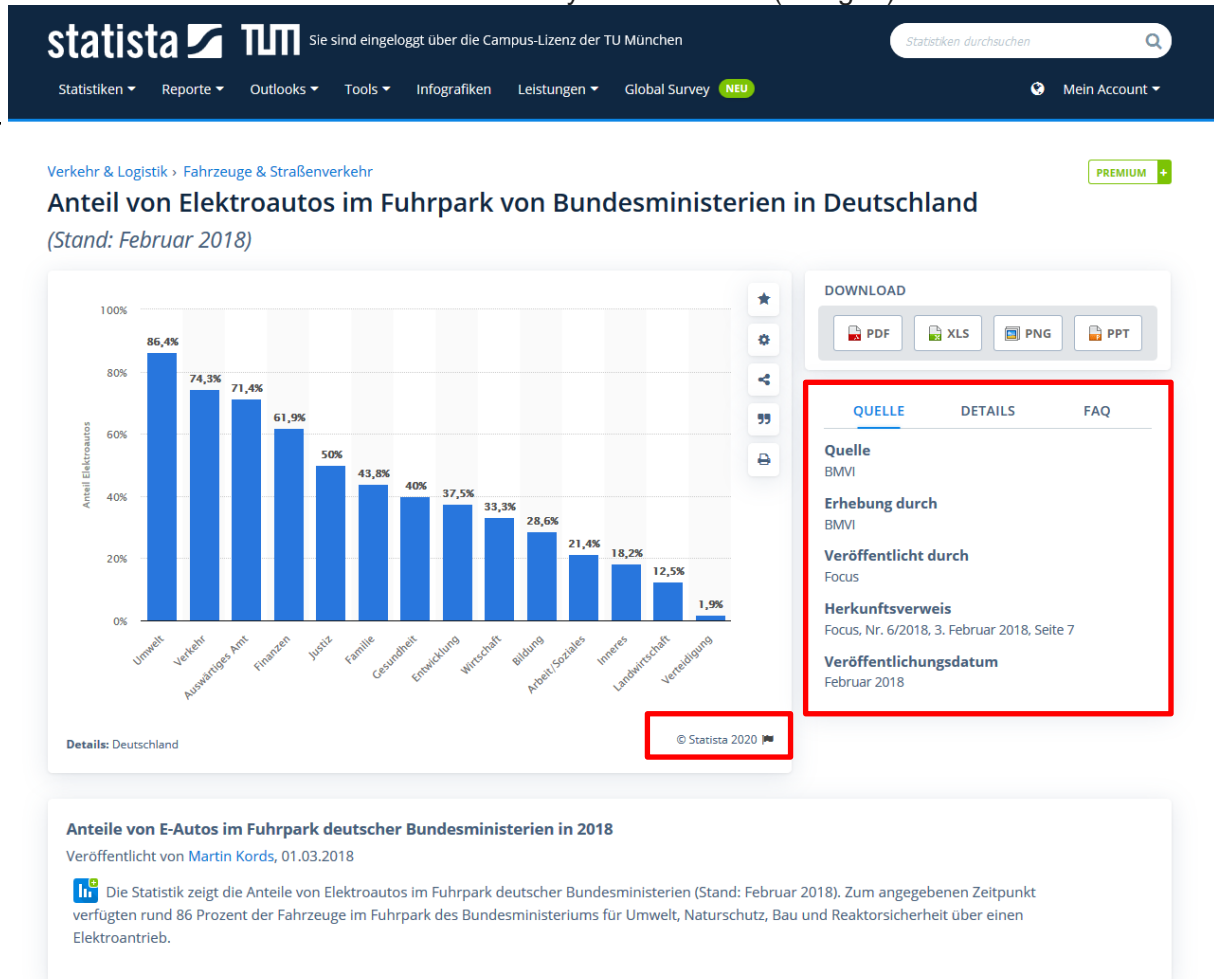 statista TUM Sie sind eingeloggt über die Campus-Lizenz der TU München Statistiken durchsuchen
Statistiken Reporte Outlooks Tools Infografiken Leistungen Global Survey NEU Mein Account
Verkehr & Logistik › Fahrzeuge & Straßenverkehr PREMIUM +
Anteil von Elektroautos im Fuhrpark von Bundesministerien in Deutschland
(Stand: Februar 2018)
Anteil Elektroautos
100%
80%
60%
40%
20%
0%
86,4%
74,3%
71,4%
61,9%
50%
43,8%
40%
37,5%
33,3%
28,6%
21,4%
18,2%
12,5%
1,9%
Umwelt
Verkehr
Auswärtiges Amt
Finanzen
Justiz
Familie
Gesundheit
Entwicklung
Wirtschaft
Bildung
Arbeit/Soziales
Inneres
Landwirtschaft
Verteidigung
Details: Deutschland © Statista 2020
DOWNLOAD
PDF XLS PNG PPT
QUELLE DETAILS FAQ
Quelle
BMVI
Erhebung durch
BMVI
Veröffentlicht durch
Focus
Herkunftsverweis
Focus, Nr. 6/2018, 3. Februar 2018, Seite 7
Veröffentlichungsdatum
Februar 2018
Anteile von E-Autos im Fuhrpark deutscher Bundesministerien in 2018
Veröffentlicht von Martin Kords, 01.03.2018
Die Statistik zeigt die Anteile von Elektroautos im Fuhrpark deutscher Bundesministerien (Stand: Februar 2018). Zum angegebenen Zeitpunkt
verfügten rund 86 Prozent der Fahrzeuge im Fuhrpark des Bundesministeriums für Umwelt, Naturschutz, Bau und Reaktorsicherheit über einen
Elektroantrieb.